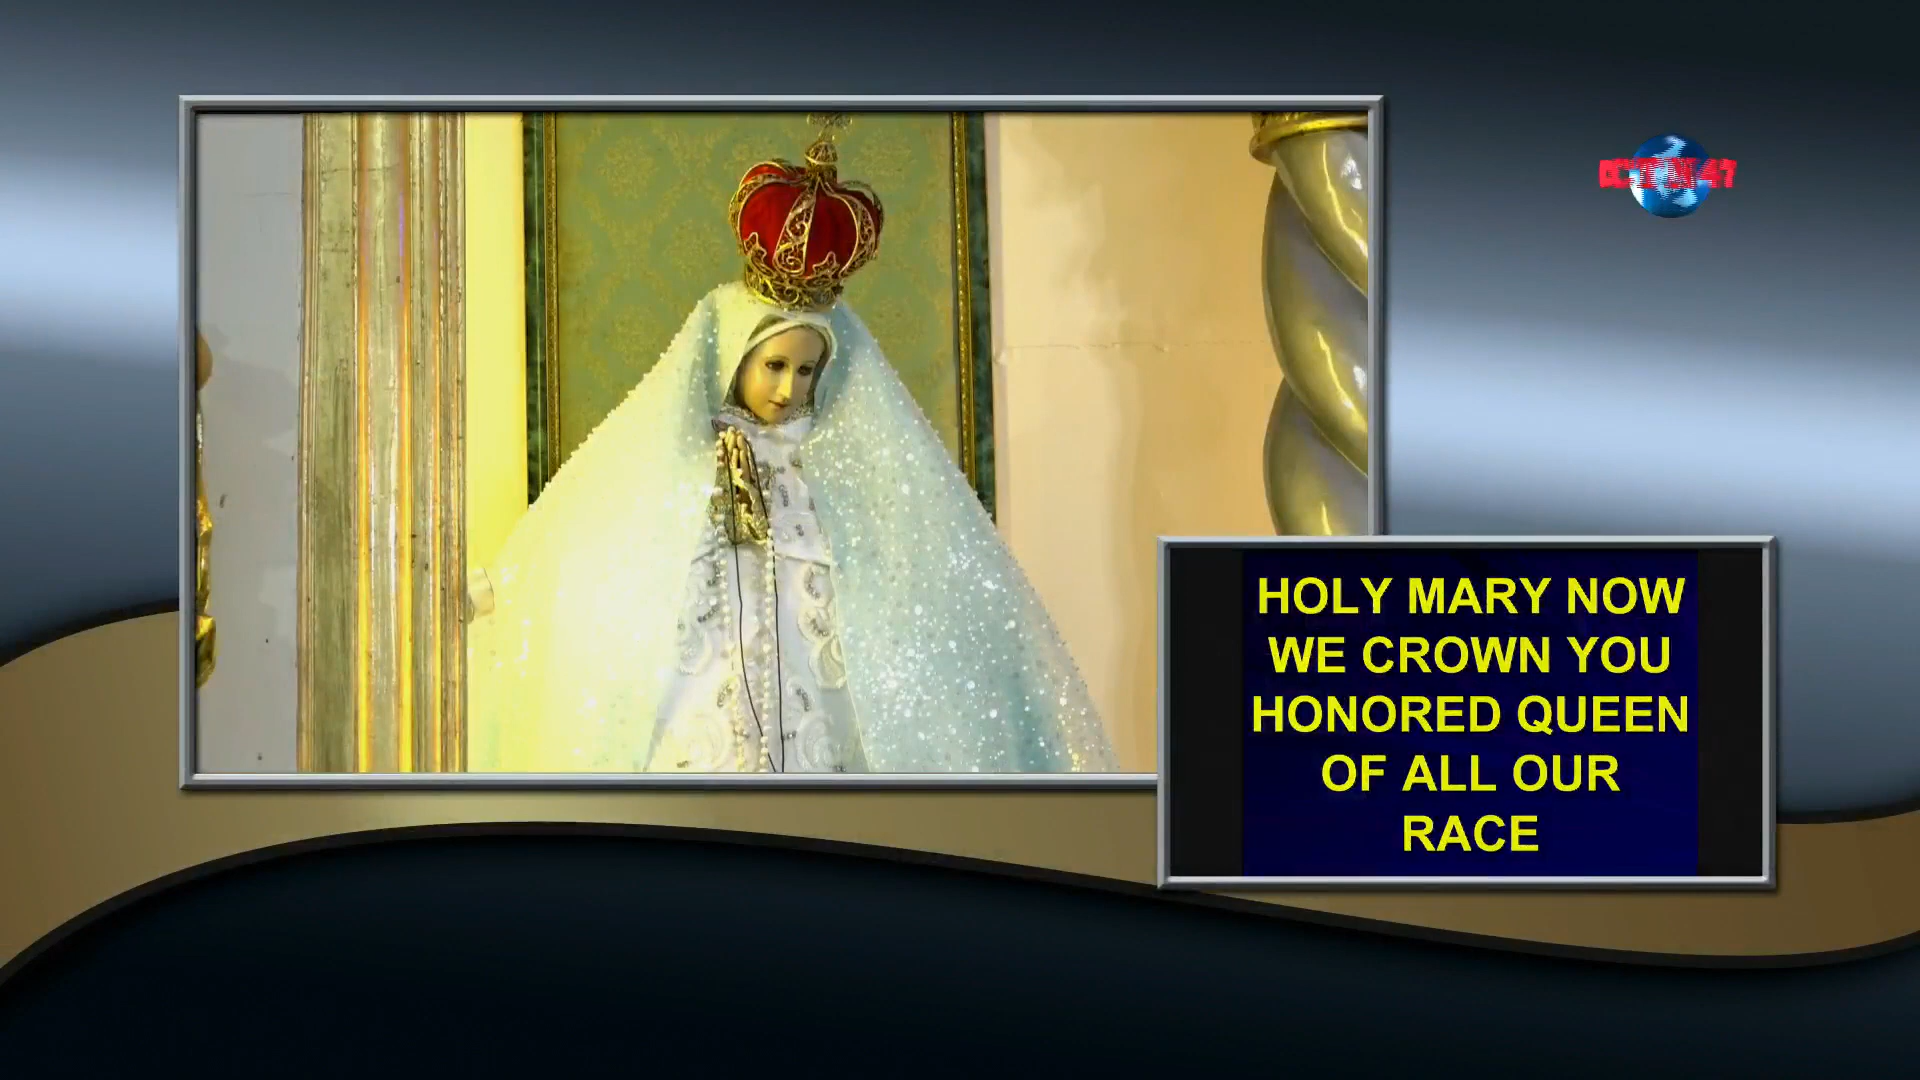 HOLY MARY NOW
WE CROWN YOU
HONORED QUEEN
OF ALL OUR
RACE